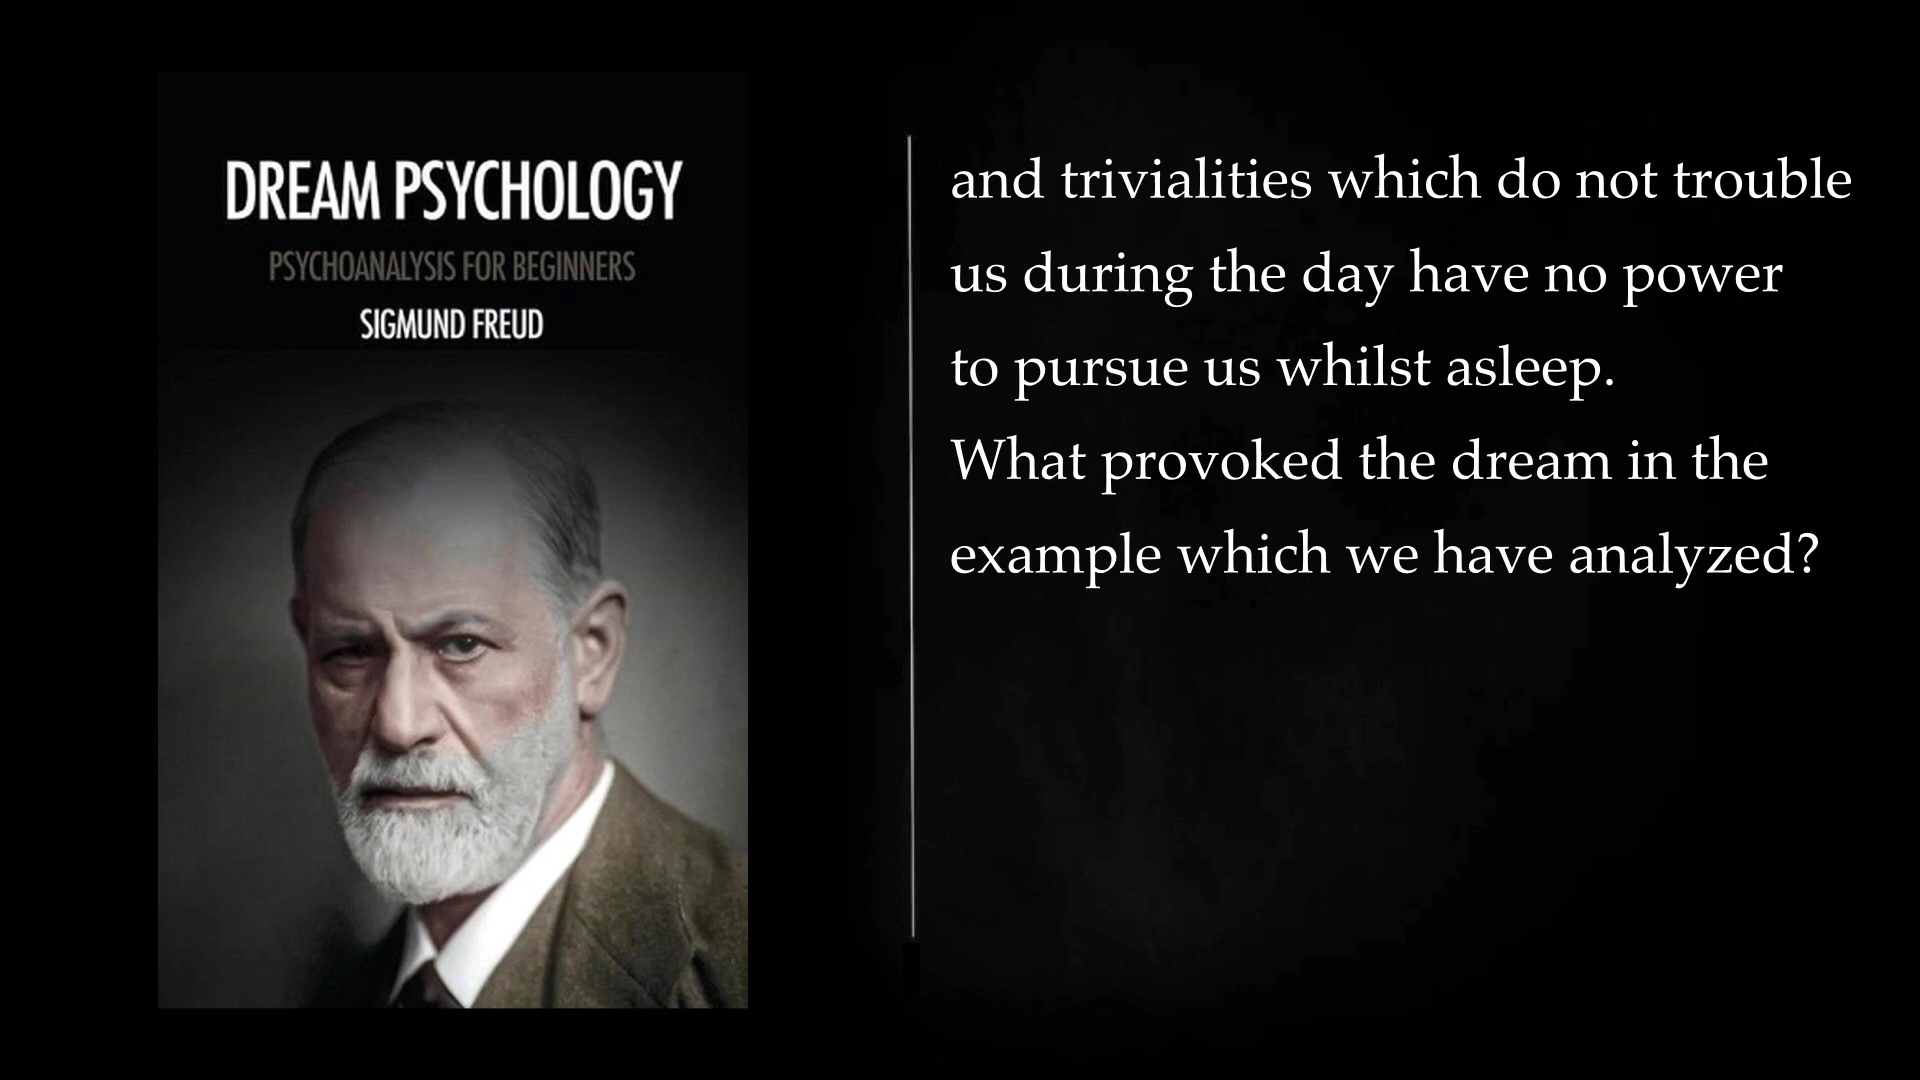 DREAM PSYCHOLOGY
PSYCHOANALYSIS FOR BEGINNERS
SIGMUND FREUD
and trivialities which do not trouble
us during the day have no power
to pursue us whilst asleep.
What provoked the dream in the
example which we have analyzed?